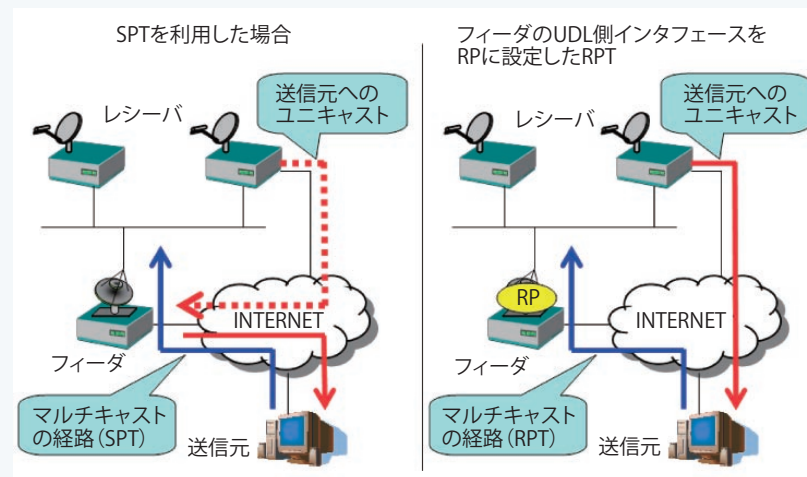 SPTを利用した場合
送信元への
ユニキャスト
レシーバ
INTERNET
フィーダ
マルチキャスト
の経路（SPT）
送信元
フィーダのUDL側インタフェースを
RPに設定したRPT
送信元への
ユニキャスト
レシーバ
RP
INTERNET
フィーダ
マルチキャスト
の経路（RPT）
送信元